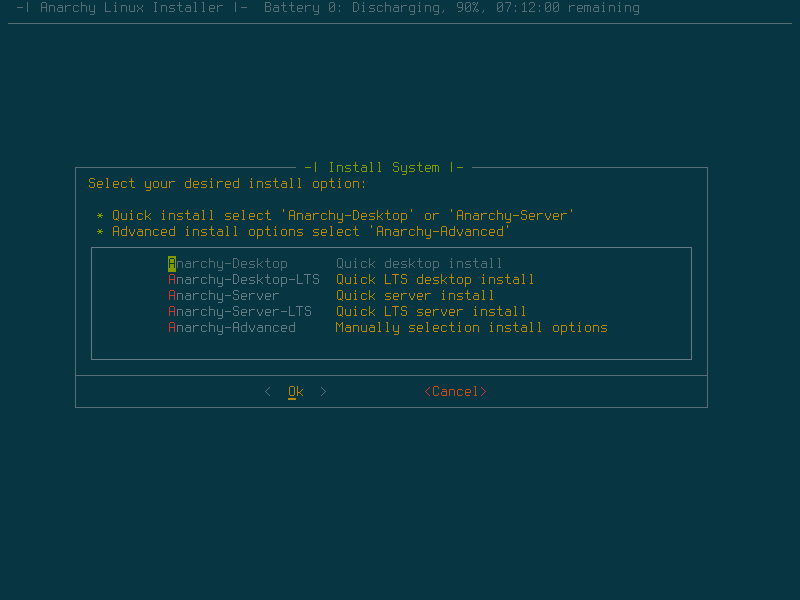 -| Anarchy Linux Installer |-  Battery 0: Discharging, 90%, 07:12:00 remaining
-| Install System |-
Select your desired install option:
* Quick install select 'Anarchy-Desktop' or 'Anarchy-Server'
* Advanced install options select 'Anarchy-Advanced'
Anarchy-Desktop Quick desktop install
Anarchy-Desktop-LTS Quick LTS desktop install
Anarchy-Server Quick server install
Anarchy-Server-LTS Quick LTS server install
Anarchy-Advanced Manually selection install options
< Ok > <Cancel>